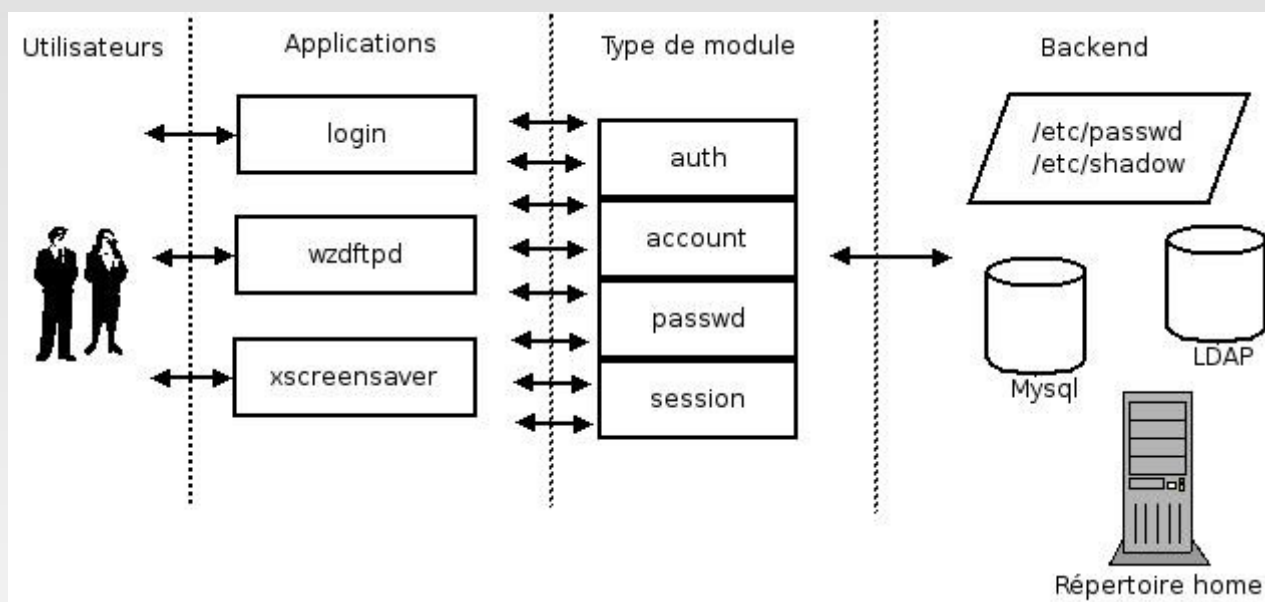 Utilisateurs
Applications
Type de module
Backend
login
wzdftpd
xscreensaver
auth
account
passwd
session
/etc/passwd
/etc/shadow
Mysql
LDAP
Répertoire home